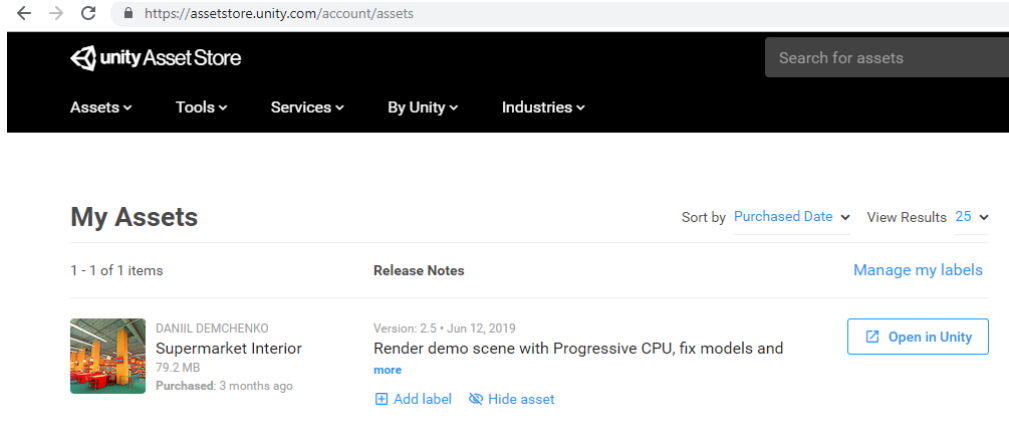 https://assetstore.unity.com/account/assets
unity Asset Store
Search for assets
Assets Tools Services By Unity Industries
My Assets
Sort by Purchased Date View Results 25
1 - 1 of 1 items Release Notes Manage my labels
DANIIL DEMCHENKO
Supermarket Interior
79.2 MB
Purchased: 3 months ago
Version: 2.5 • Jun 12, 2019
Render demo scene with Progressive CPU, fix models and
more
Add label Hide asset
Open in Unity